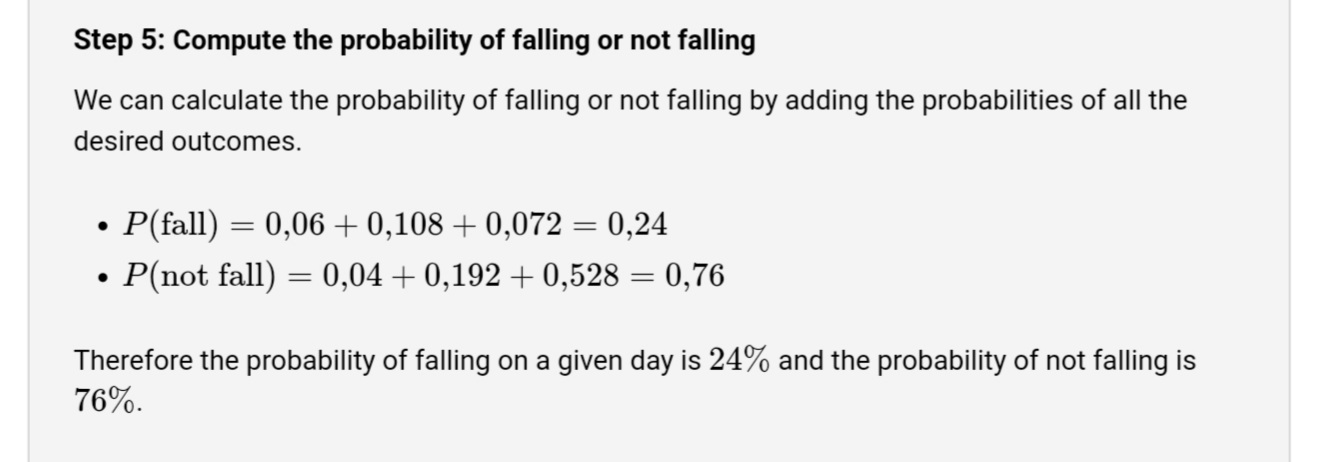 Step 5: Compute the probability of falling or not falling
We can calculate the probability of falling or not falling by adding the probabilities of all the
desired outcomes.
• P(fall) = 0,06 + 0,108 + 0,072 = 0,24
• P(not fall) = 0,04 + 0,192 + 0,528 = 0,76
Therefore the probability of falling on a given day is 24% and the probability of not falling is
76%.